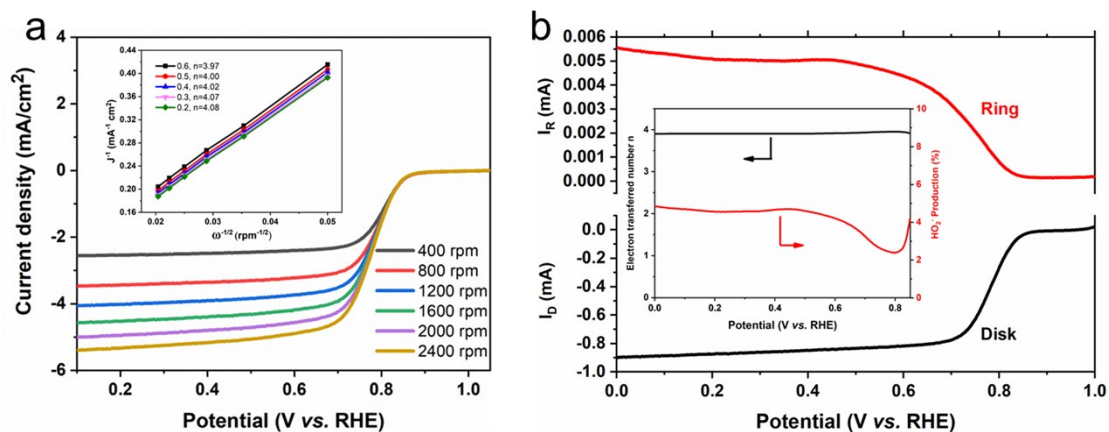 a
Current density (mA/cm²)
4
2
0
-2
-4
-6
0.2
0.4
0.6
0.8
1.0
Potential (V vs. RHE)
400 rpm
800 rpm
1200 rpm
1600 rpm
2000 rpm
2400 rpm
J⁻¹ (mA⁻¹ cm²)
0.44
0.40
0.36
0.32
0.28
0.24
0.20
0.16
0.02
0.03
0.04
0.05
ω⁻¹/² (rpm⁻¹/²)
0.6, n=3.97
0.5, n=4.00
0.4, n=4.02
0.3, n=4.07
0.2, n=4.08
b
I_R (mA)
0.006
0.005
0.004
0.003
0.002
0.001
0.000
Ring
I_D (mA)
0.0
-0.2
-0.4
-0.6
-0.8
-1.0
Disk
0.0
0.2
0.4
0.6
0.8
1.0
Potential (V vs. RHE)
Electron transferred number n
4
3
2
1
0
HO₂⁻ Production (%)
10
8
6
4
2
0
0.0
0.2
0.4
0.6
0.8
Potential (V vs. RHE)